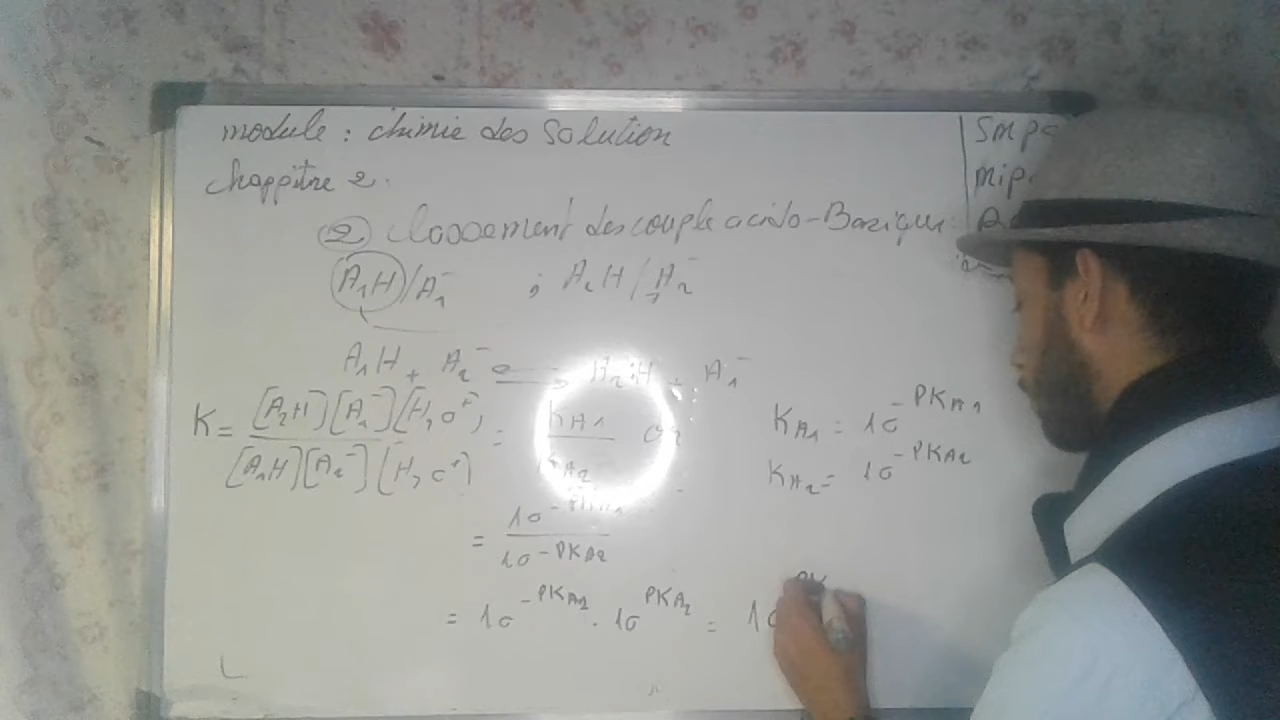 module : chimie des solution
Smp
chappitre 2.
mip
② classement des couple acido-Basique :
A₁H/A₁⁻ ; A₂H/A₂⁻
A₁H + A₂⁻ ⇌ A₂H + A₁⁻
K = [A₂H][A₁⁻][H₃O⁺] / [A₁H][A₂⁻][H₃O⁺] = KA1 / KA2 or
KA1 = 10^-PKA1
KA2 = 10^-PKA2
= 10^-PKA1 / 10^-PKA2
= 10^-PKA1 . 10^PKA2 = 10